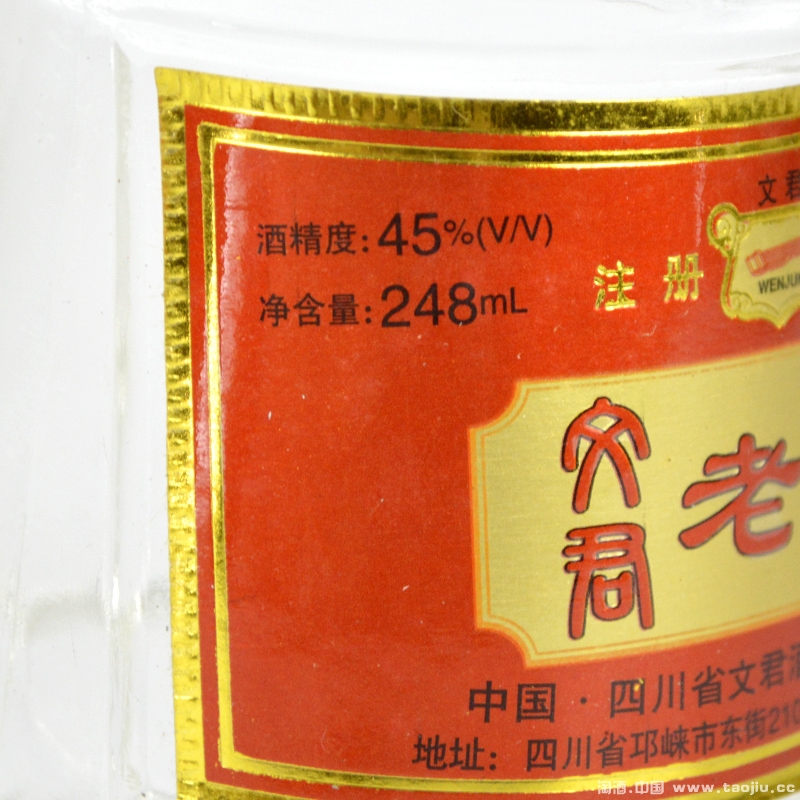 文君
酒精度:45%(V/V)
净含量:248mL
注册
WENJUN
文君
老
中国·四川省文君酒
地址:四川省邛崃市东街210
淘酒.中国 www.taojiu.cc